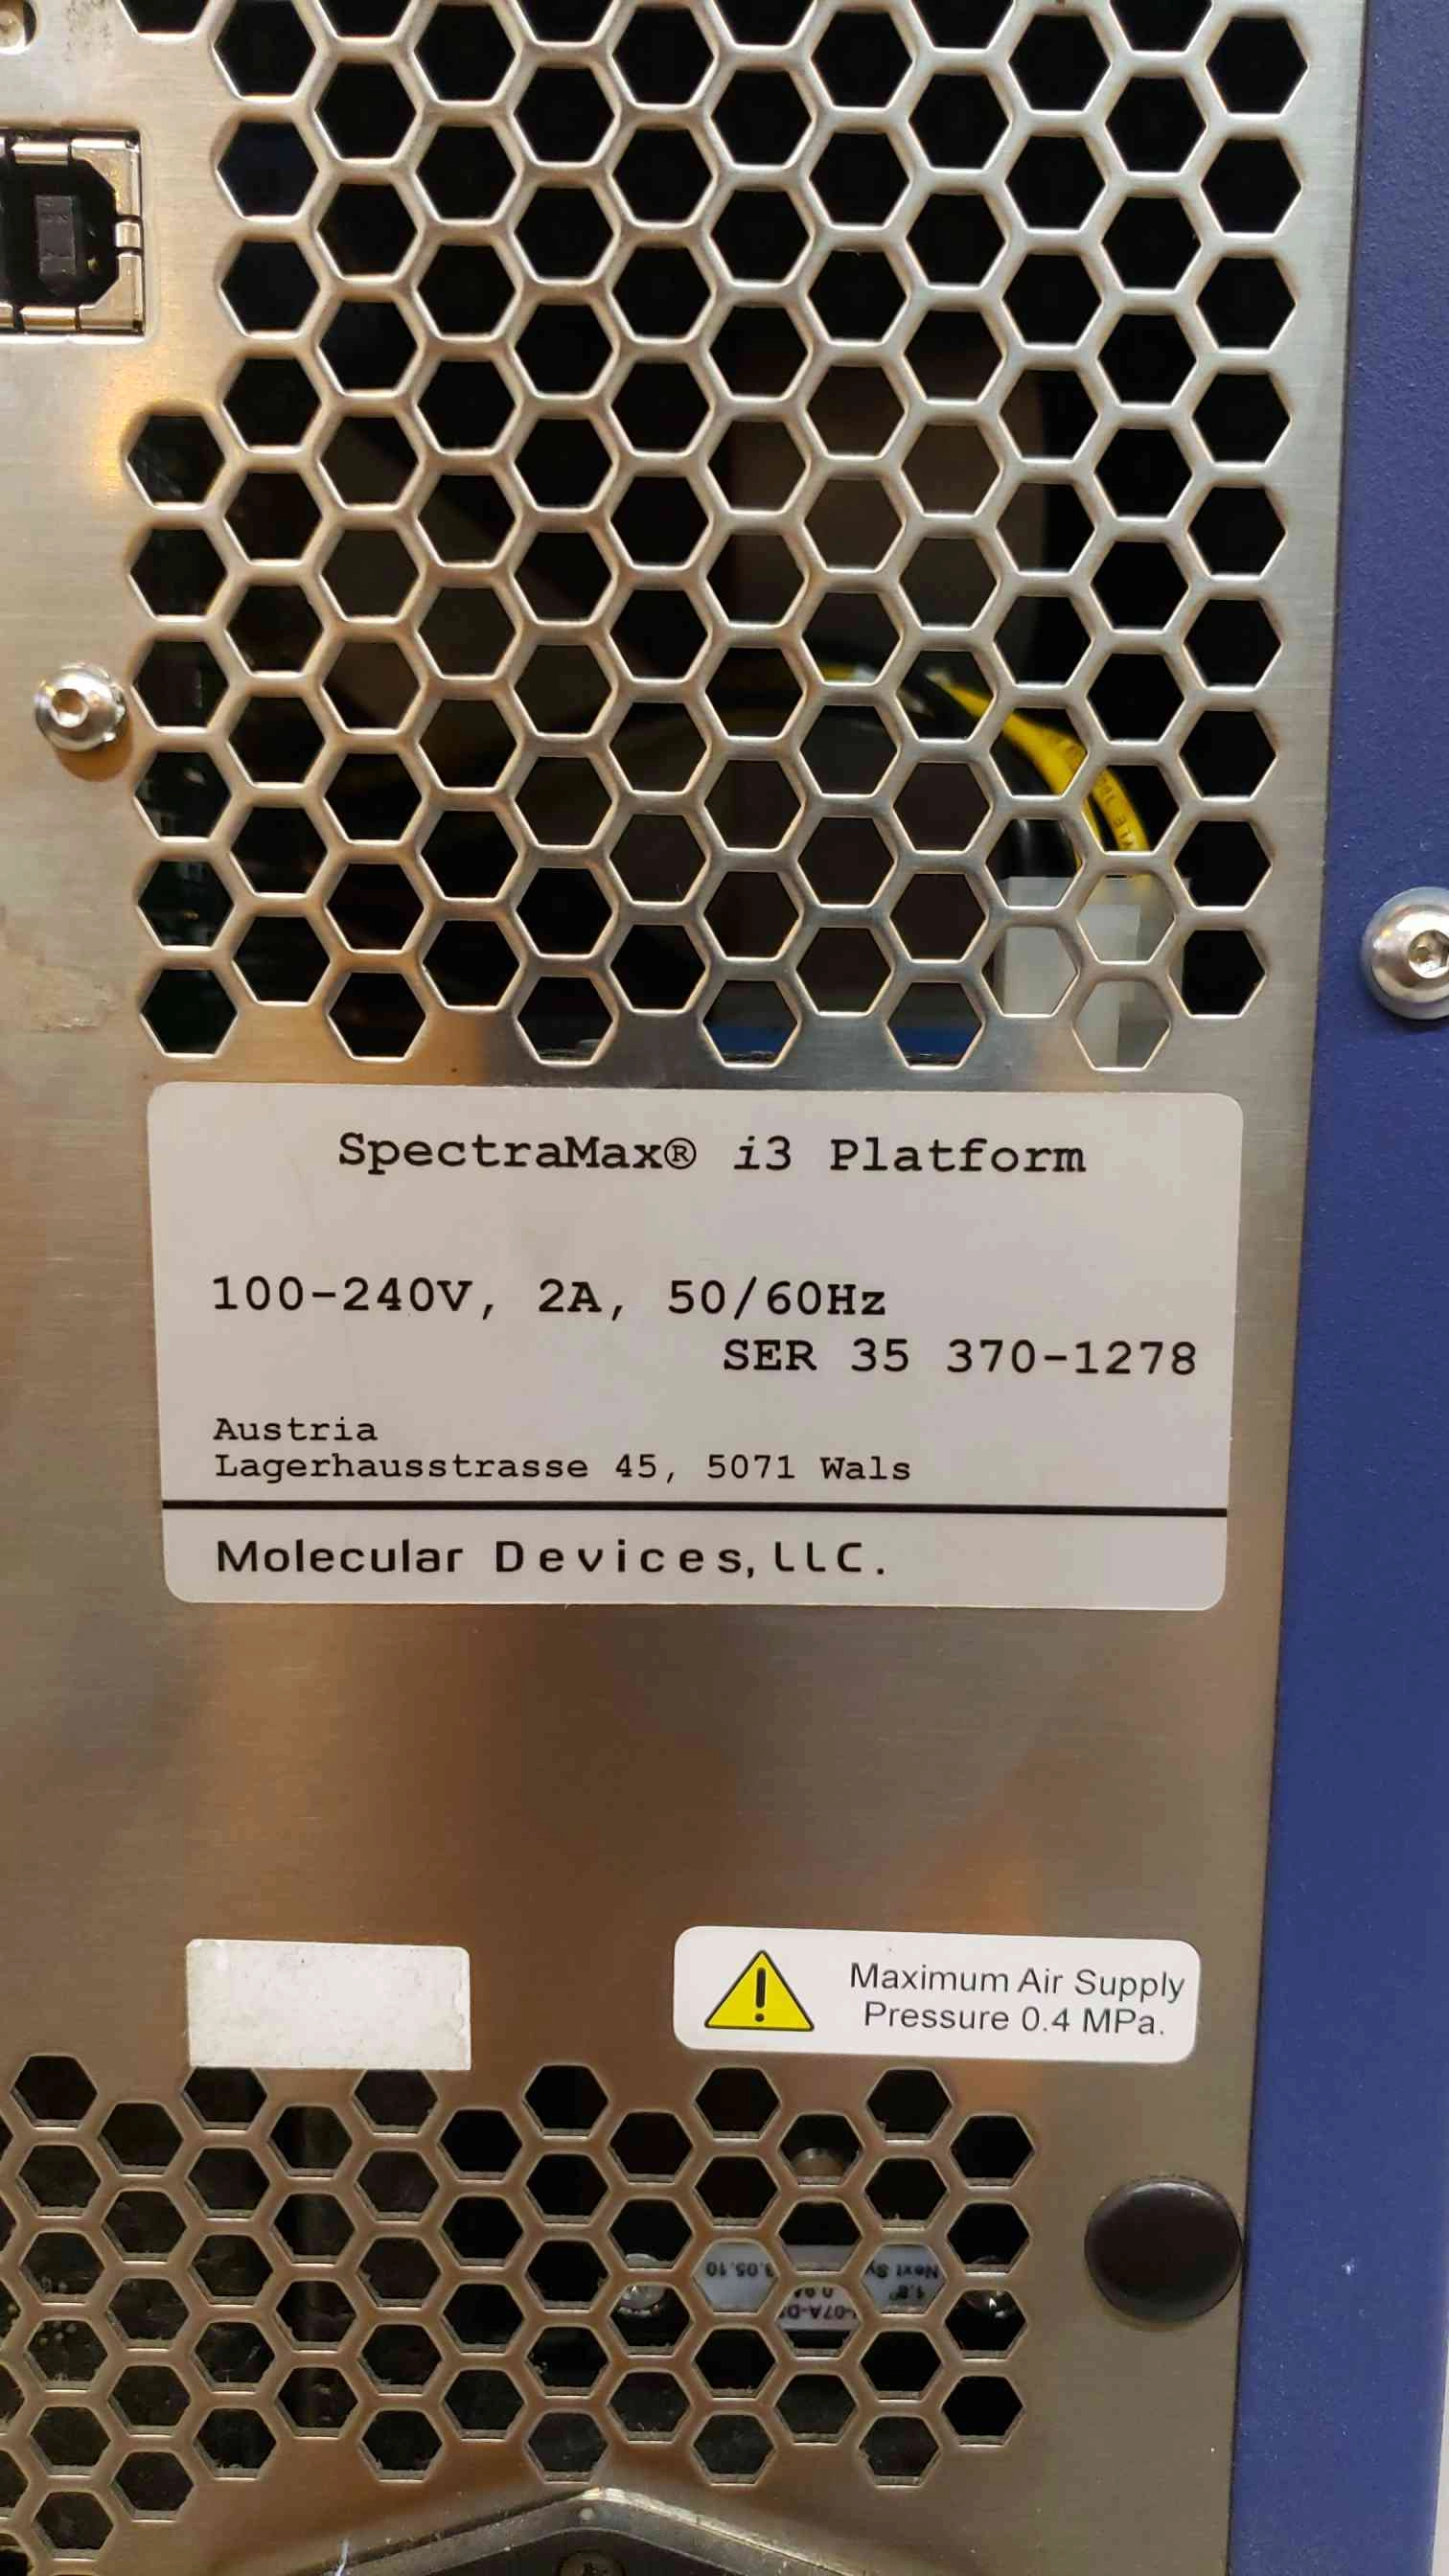 SpectraMax® i3 Platform
100-240V, 2A, 50/60Hz
SER 35 370-1278
Austria
Lagerhausstrasse 45, 5071 Wals
Molecular Devices, LLC.
Maximum Air Supply
Pressure 0.4 MPa.